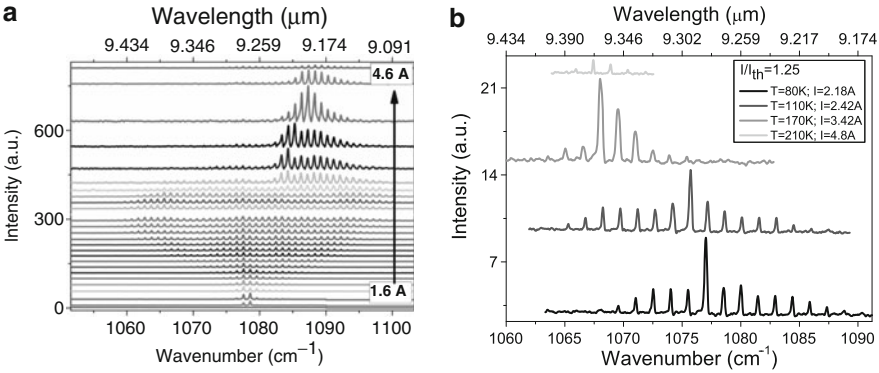 a
Wavelength (μm)
9.434 9.346 9.259 9.174 9.091
4.6 A
600
300
0
Intensity (a.u.)
1.6 A
1060 1070 1080 1090 1100
Wavenumber (cm−1)
b
Wavelength (μm)
9.434 9.390 9.346 9.302 9.259 9.217 9.174
I/Ith=1.25
T=80K; I=2.18A
T=110K; I=2.42A
T=170K; I=3.42A
T=210K; I=4.8A
21
14
7
Intensity (a.u.)
1060 1065 1070 1075 1080 1085 1090
Wavenumber (cm-1)